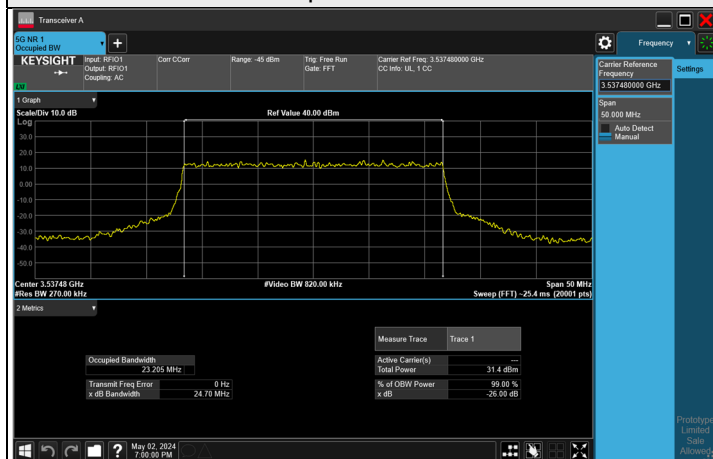 Transceiver A
5G NR 1
Occupied BW
Frequency
KEYSIGHT
LXI
Input: RFIO1
Output: RFIO1
Coupling: AC
Corr CCorr
Range: -45 dBm
Trig: Free Run
Gate: FFT
Carrier Ref Freq: 3.537480000 GHz
CC Info: UL, 1 CC
Carrier Reference
Frequency
3.537480000 GHz
Settings
Span
50.000 MHz
Auto Detect
Manual
1 Graph
Scale/Div 10.0 dB
Ref Value 40.00 dBm
Log
30.0
20.0
10.0
0.00
-10.0
-20.0
-30.0
-40.0
-50.0
Center 3.53748 GHz
#Video BW 820.00 kHz
Span 50 MHz
#Res BW 270.00 kHz
Sweep (FFT) ~25.4 ms (20001 pts)
2 Metrics
Measure Trace
Trace 1
Occupied Bandwidth
23.205 MHz
Active Carrier(s)
---
Total Power
31.4 dBm
Transmit Freq Error
0 Hz
x dB Bandwidth
24.70 MHz
% of OBW Power
99.00 %
x dB
-26.00 dB
Prototype
Limited
Sale
Allowed
May 02, 2024
7:00:00 PM